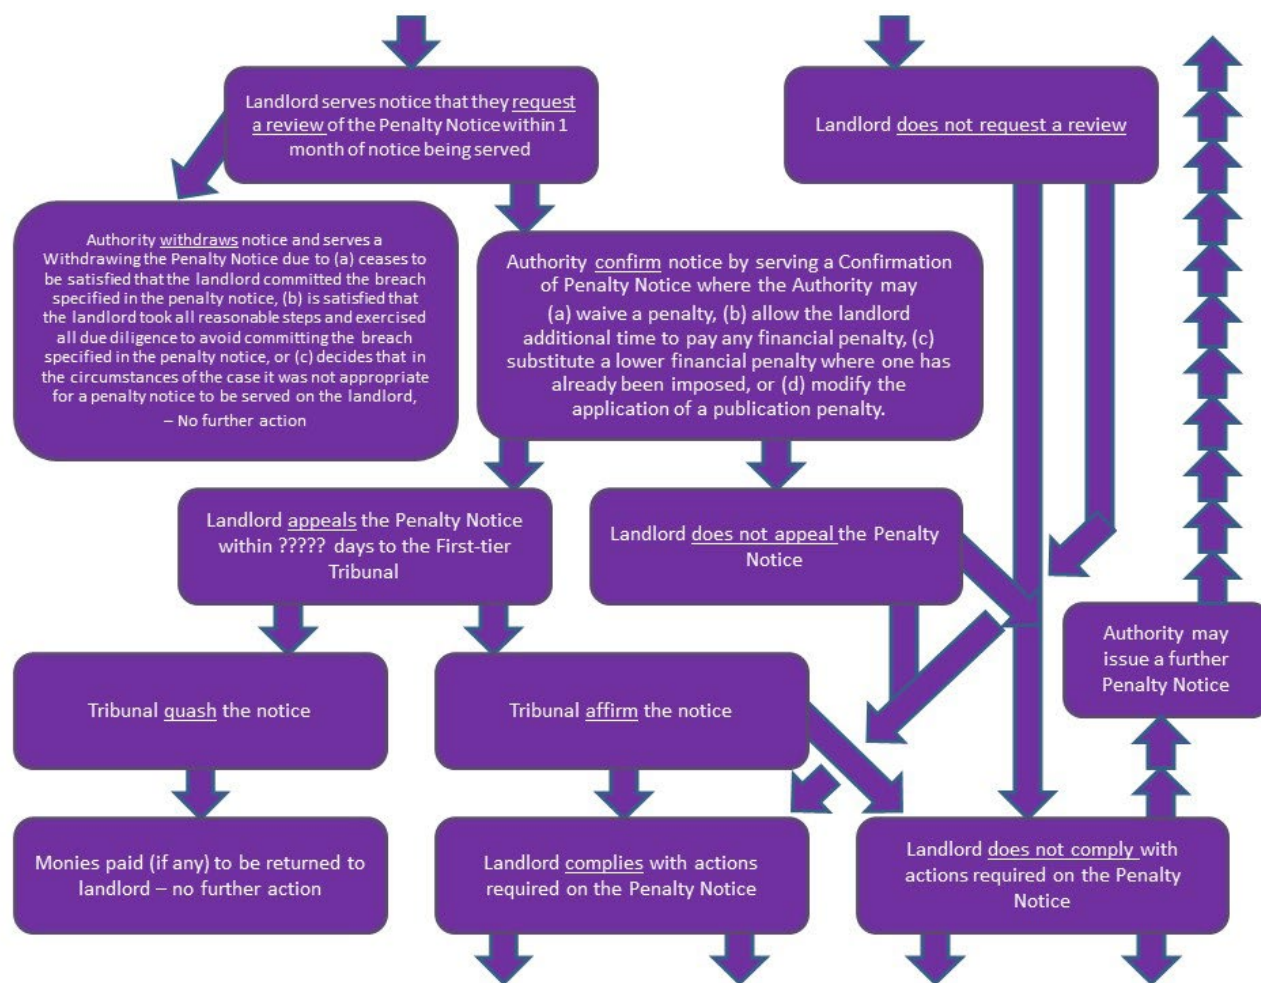 Landlord serves notice that they request
a review of the Penalty Notice within 1
month of notice being served
Landlord does not request a review
Authority withdraws notice and serves a
Withdrawing the Penalty Notice due to (a) ceases to
be satisfied that the landlord committed the breach
specified in the penalty notice, (b) is satisfied that
the landlord took all reasonable steps and exercised
all due diligence to avoid committing the breach
specified in the penalty notice, or (c) decides that in
the circumstances of the case it was not appropriate
for a penalty notice to be served on the landlord,
– No further action
Authority confirm notice by serving a Confirmation
of Penalty Notice where the Authority may
(a) waive a penalty, (b) allow the landlord
additional time to pay any financial penalty, (c)
substitute a lower financial penalty where one has
already been imposed, or (d) modify the
application of a publication penalty.
Landlord appeals the Penalty Notice
within ????? days to the First-tier
Tribunal
Landlord does not appeal the Penalty
Notice
Authority may
issue a further
Penalty Notice
Tribunal quash the notice
Tribunal affirm the notice
Monies paid (if any) to be returned to
landlord – no further action
Landlord complies with actions
required on the Penalty Notice
Landlord does not comply with
actions required on the Penalty
Notice